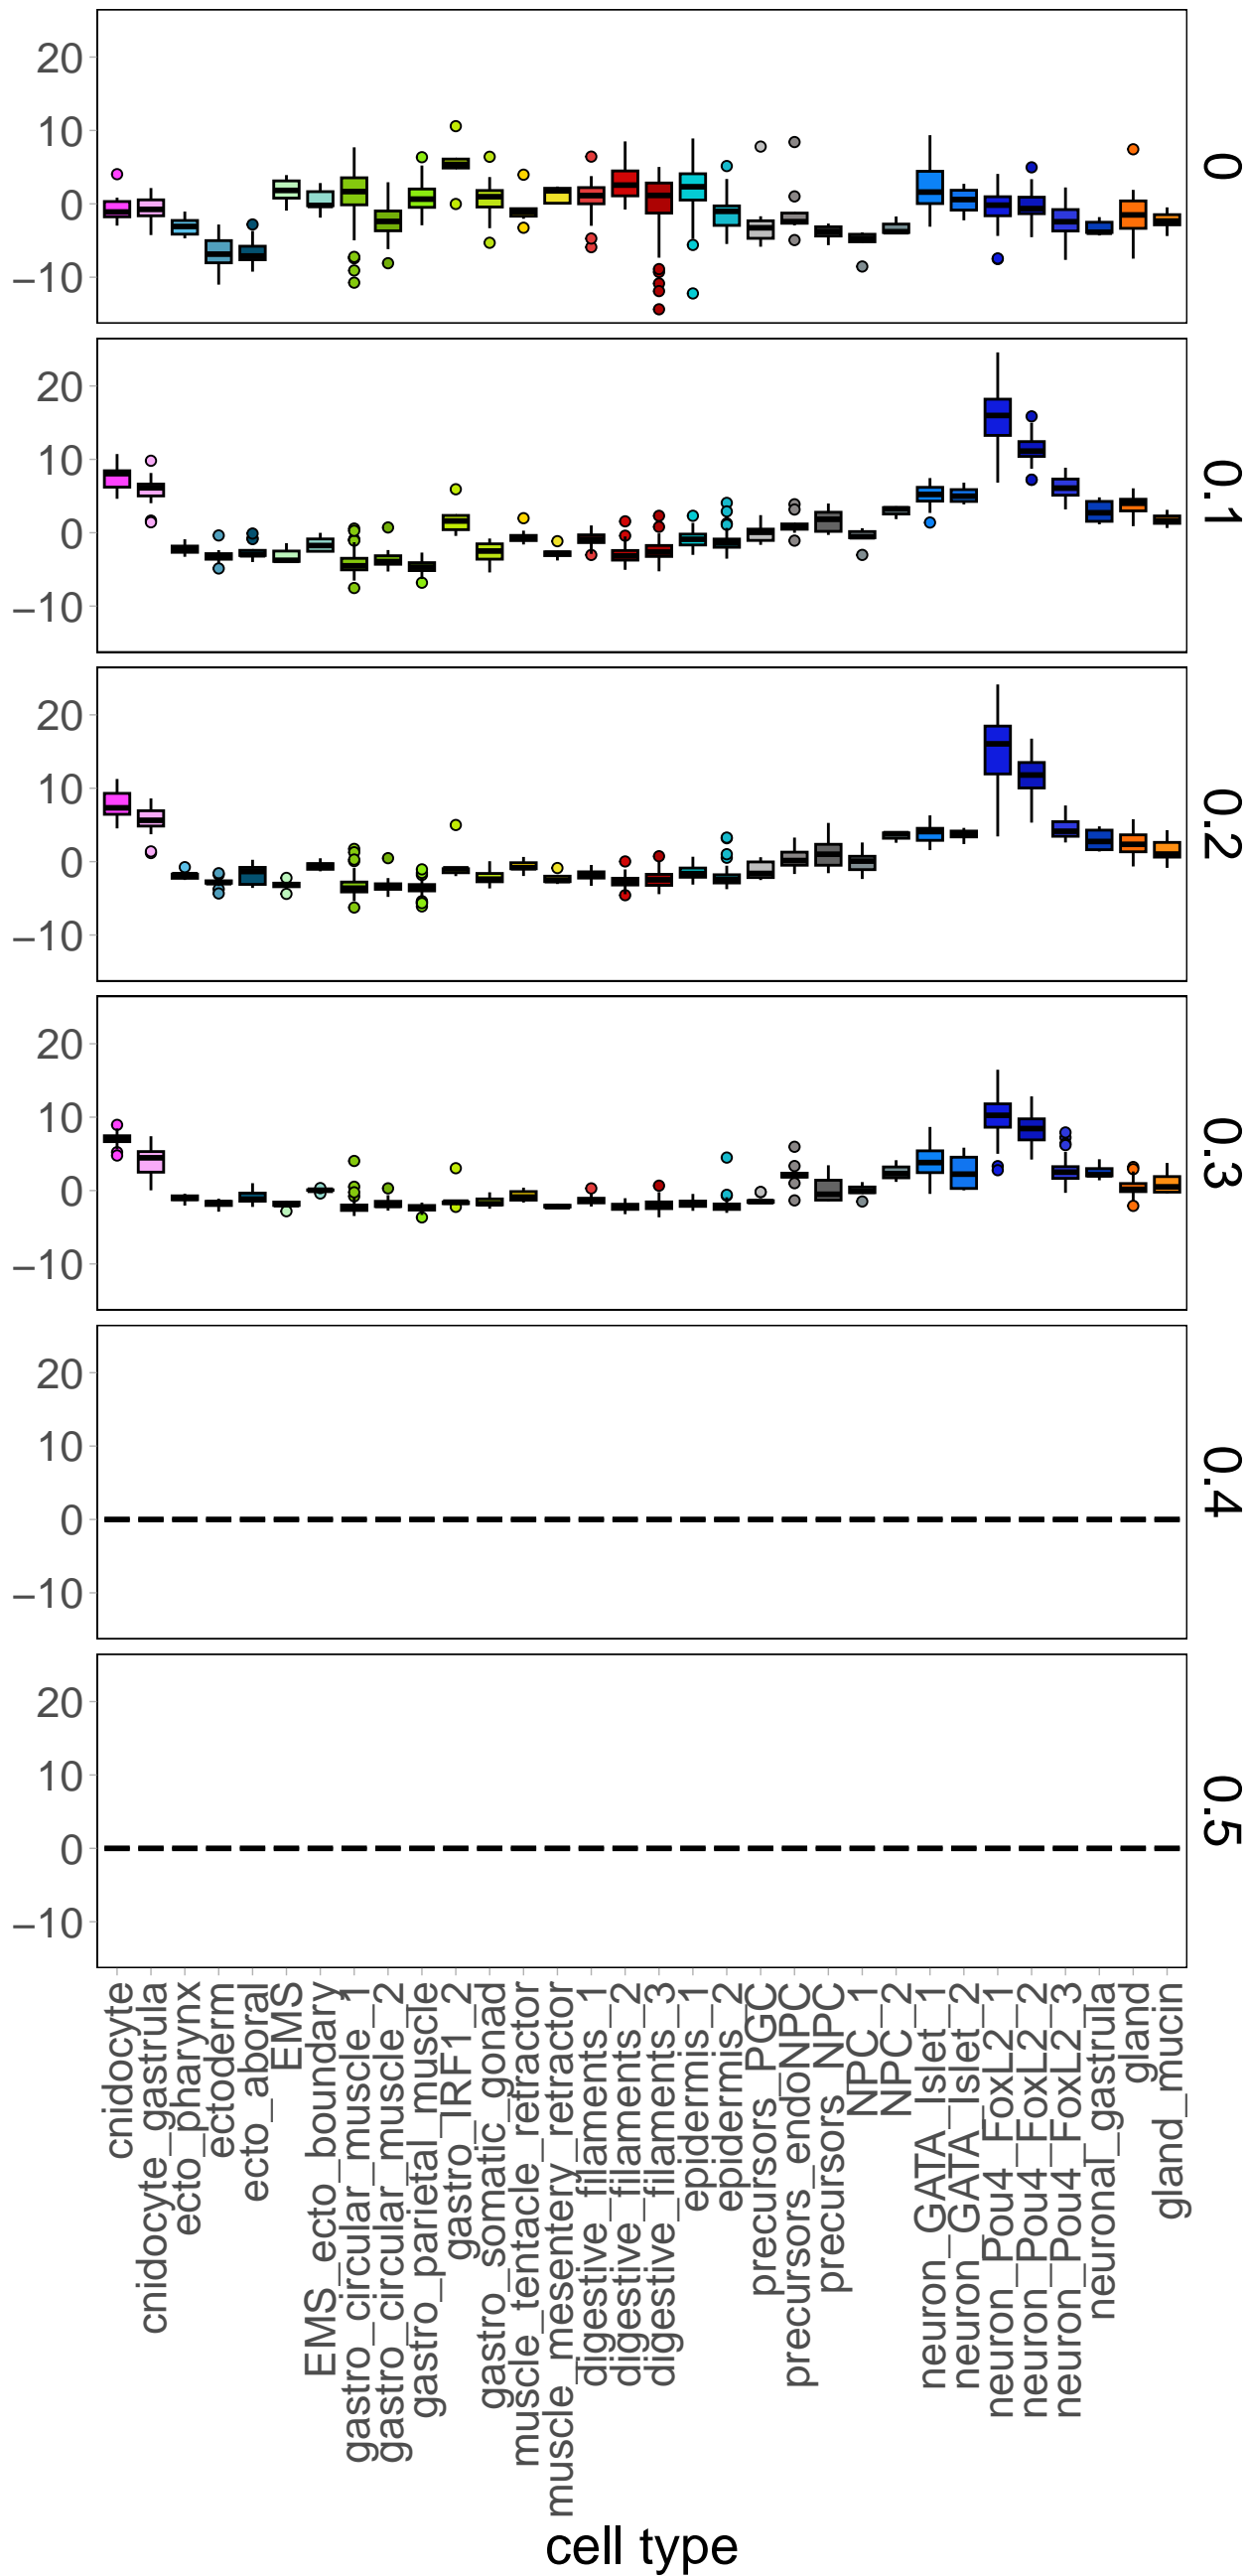 20
10
0
−10
0
20
10
0
−10
0.1
20
10
0
−10
0.2
20
10
0
−10
0.3
20
10
0
−10
0.4
20
10
0
−10
0.5
cnidocyte
cnidocyte_gastrula
ecto_pharynx
ectoderm
ecto_aboral
EMS
EMS_ecto_boundary
gastro_circular_muscle_1
gastro_circular_muscle_2
gastro_parietal_muscle
gastro_IRF1_2
gastro_somatic_gonad
muscle_tentacle_retractor
muscle_mesentery_retractor
digestive_filaments_1
digestive_filaments_2
digestive_filaments_3
epidermis_1
epidermis_2
precursors_PGC
precursors_endoNPC
precursors_NPC
NPC_1
NPC_2
neuron_GATA_Islet_1
neuron_GATA_Islet_2
neuron_Pou4_FoxL2_1
neuron_Pou4_FoxL2_2
neuron_Pou4_FoxL2_3
neuronal_gastrula
gland
gland_mucin
cell type